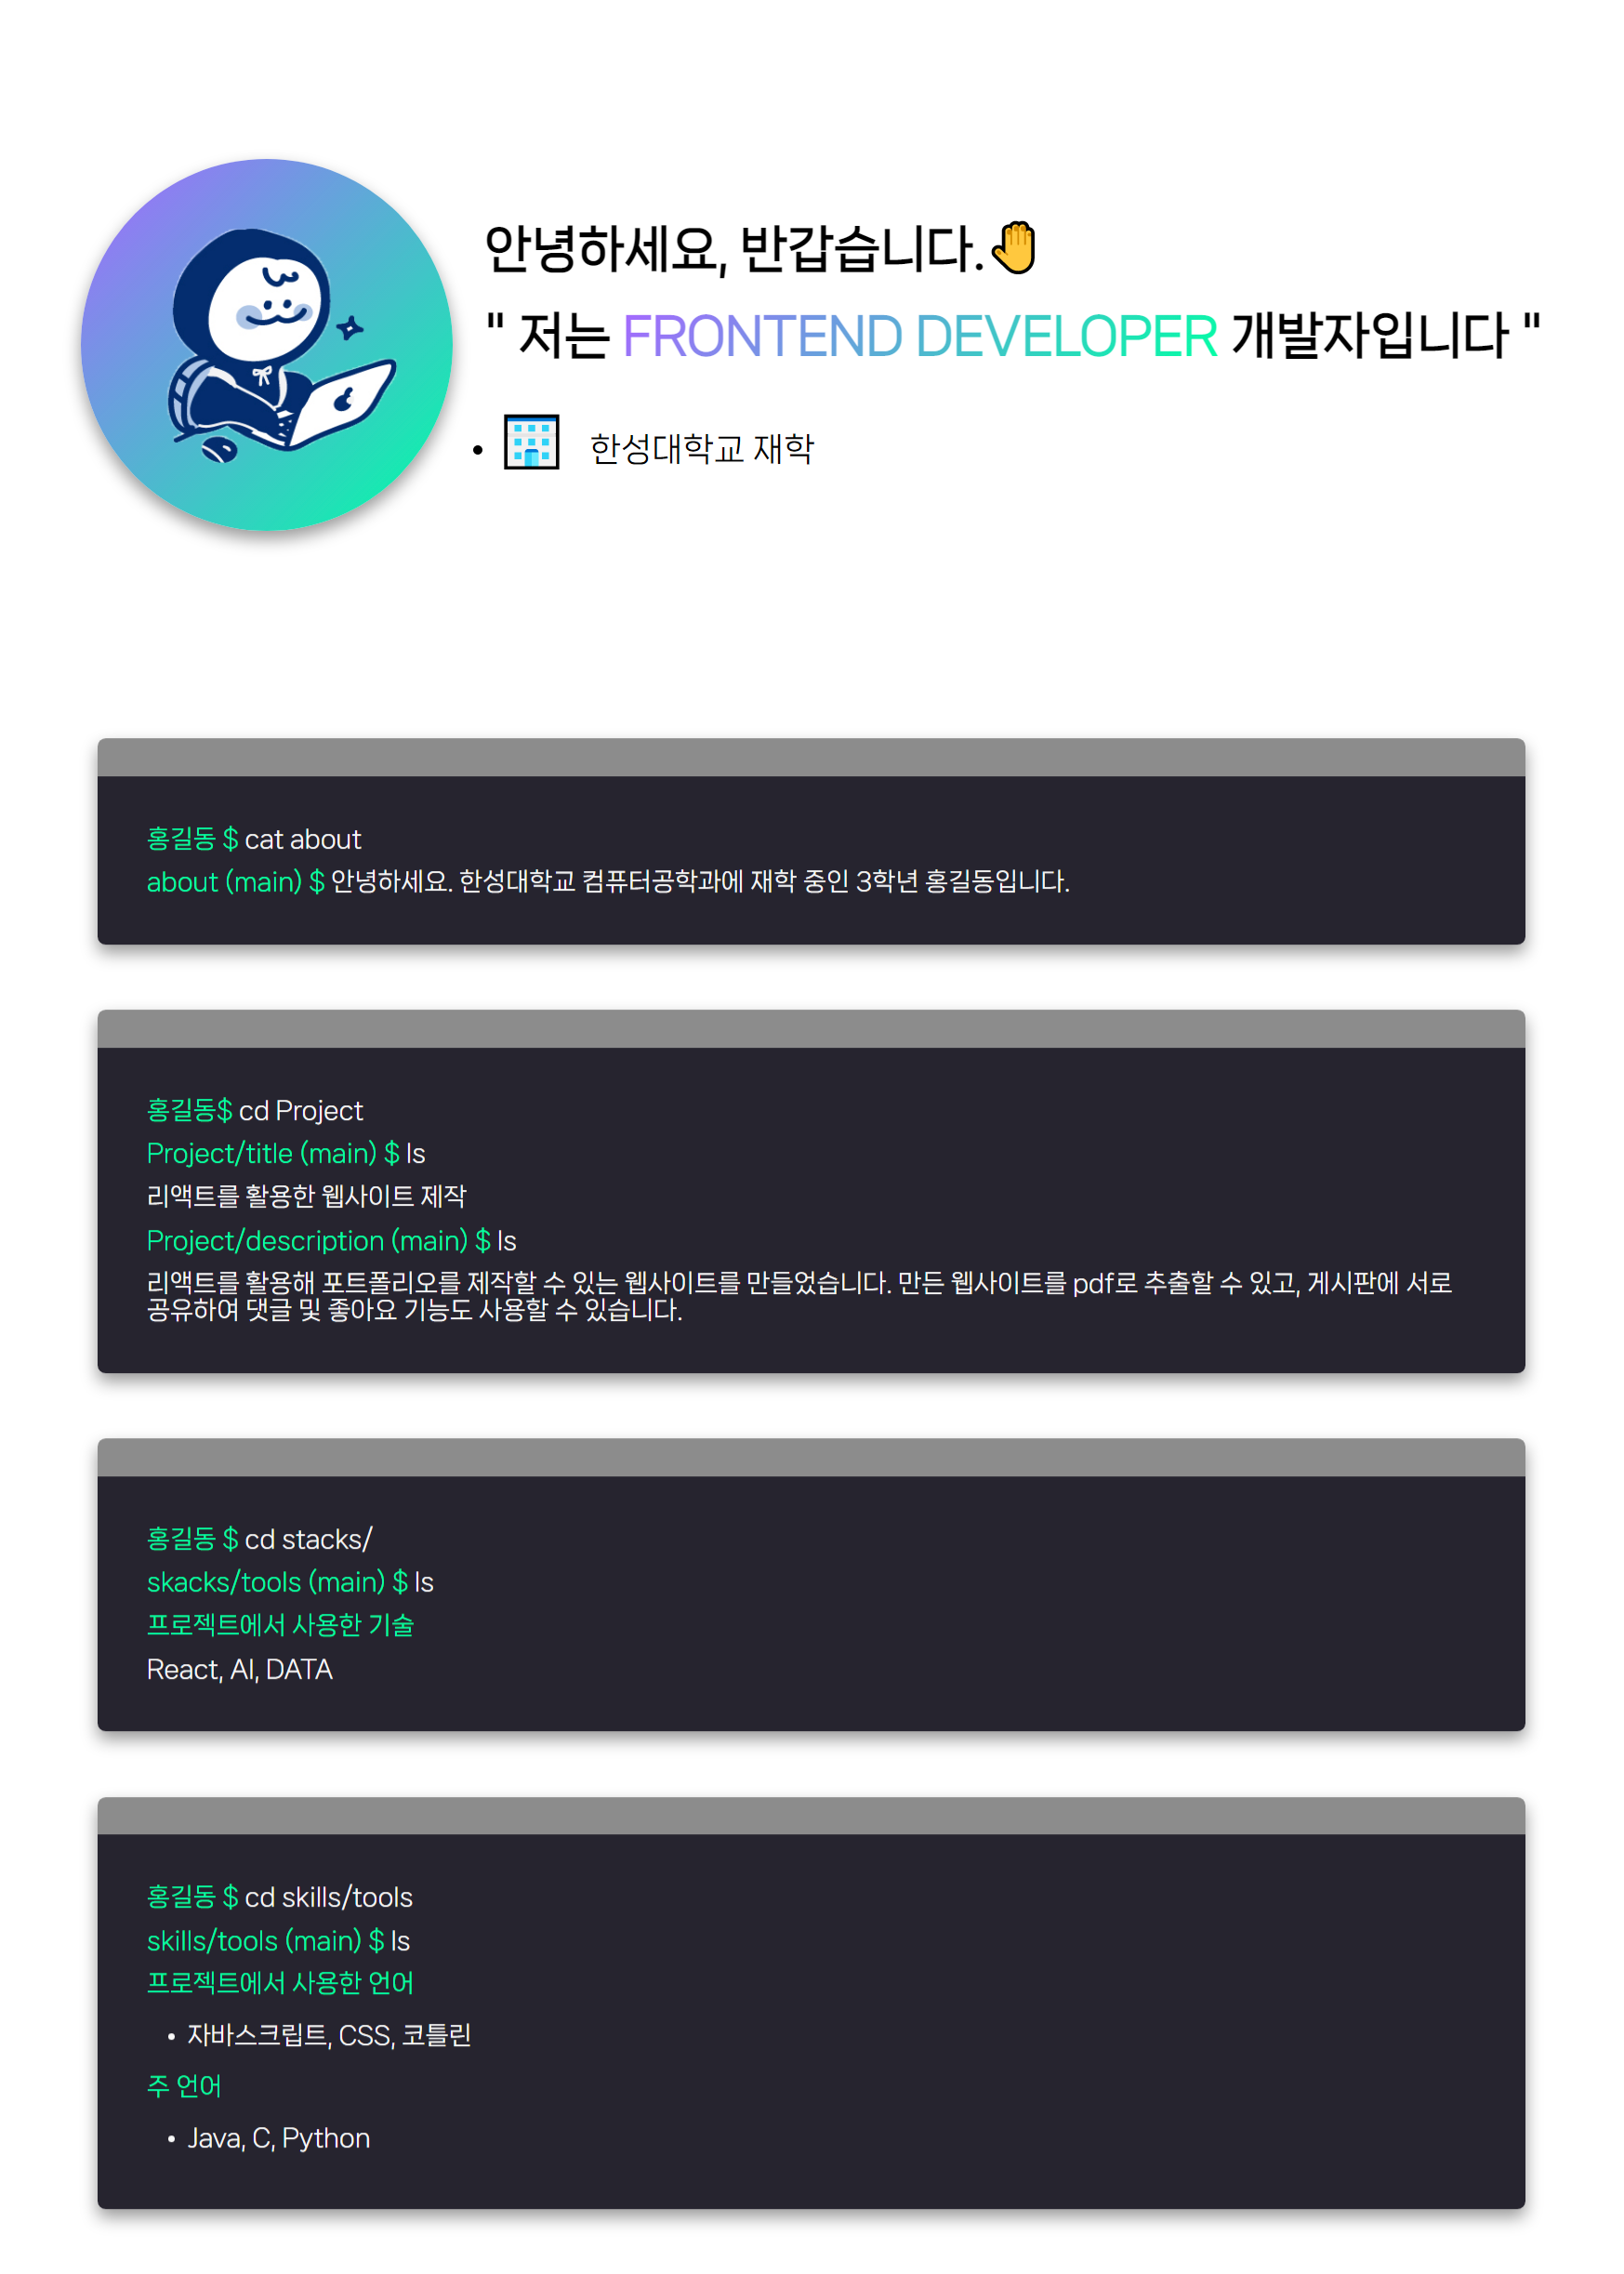 안녕하세요, 반갑습니다.🤚
" 저는 FRONTEND DEVELOPER 개발자입니다 "
• 🏢 한성대학교 재학
홍길동 $ cat about
about (main) $ 안녕하세요. 한성대학교 컴퓨터공학과에 재학 중인 3학년 홍길동입니다.
홍길동$ cd Project
Project/title (main) $ ls
리액트를 활용한 웹사이트 제작
Project/description (main) $ ls
리액트를 활용해 포트폴리오를 제작할 수 있는 웹사이트를 만들었습니다. 만든 웹사이트를 pdf로 추출할 수 있고, 게시판에 서로
공유하여 댓글 및 좋아요 기능도 사용할 수 있습니다.
홍길동 $ cd stacks/
skacks/tools (main) $ ls
프로젝트에서 사용한 기술
React, AI, DATA
홍길동 $ cd skills/tools
skills/tools (main) $ ls
프로젝트에서 사용한 언어
• 자바스크립트, CSS, 코틀린
주 언어
• Java, C, Python